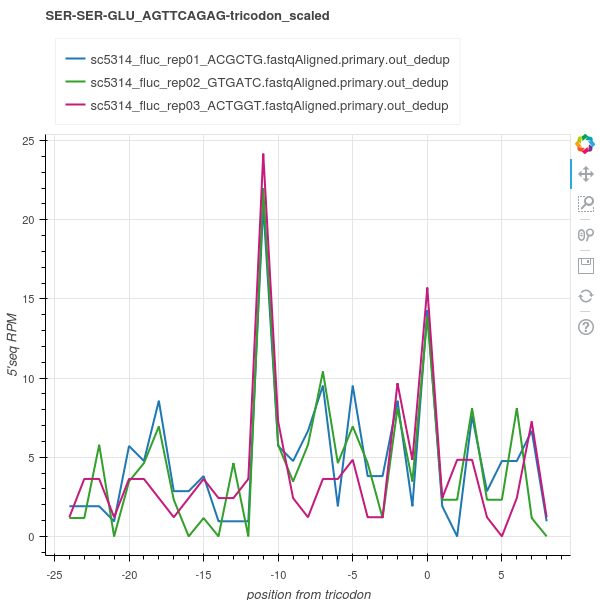 SER-SER-GLU_AGTTCAGAG-tricodon_scaled
sc5314_fluc_rep01_ACGCTG.fastqAligned.primary.out_dedup
sc5314_fluc_rep02_GTGATC.fastqAligned.primary.out_dedup
sc5314_fluc_rep03_ACTGGT.fastqAligned.primary.out_dedup
25
20
15
10
5
0
5'seq RPM
-25 -20 -15 -10 -5 0 5
position from tricodon